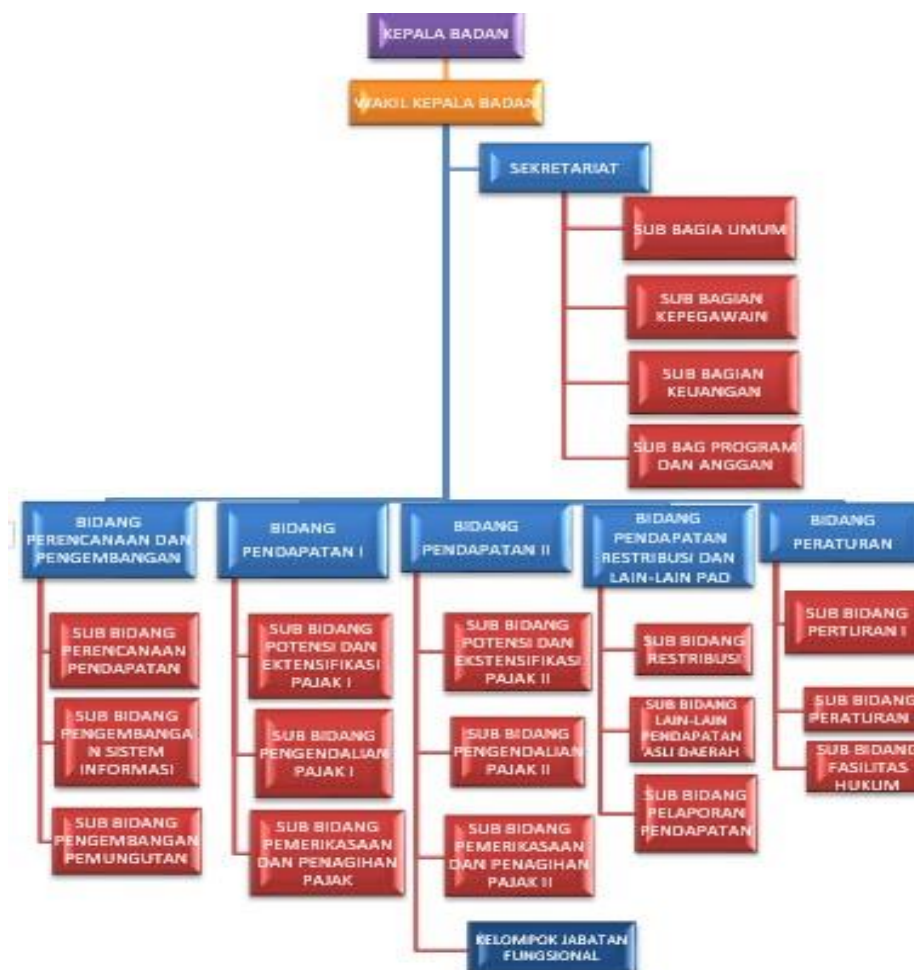 KEPALA BADAN
WAKIL KEPALA BADAN
SEKRETARIAT
SUB BAGIA UMUM
SUB BAGIAN
KEPEGAWAIN
SUB BAGIAN
KEUANGAN
SUB BAG PROGRAM
DAN ANGGAN
BIDANG
PERENCANAAN DAN
PENGEMBANGAN
SUB BIDANG
PERENCANAAN
PENDAPATAN
SUB BIDANG
PENGEMBANGA
N SISTEM
INFORMASI
SUB BIDANG
PENGEMBANGAN
PEMUNGUTAN
BIDANG
PENDAPATAN I
SUB BIDANG
POTENSI DAN
EKTENSIFIKASI
PAJAK I
SUB BIDANG
PENGENDALIAN
PAJAK I
SUB BIDANG
PEMERIKASAAN
DAN PENAGIHAN
PAJAK
BIDANG
PENDAPATAN II
SUB BIDANG
POTENSI DAN
EKSTENSIFIKASI
PAJAK II
SUB BIDANG
PENGENDALIAN
PAJAK II
SUB BIDANG
PEMERIKASAAN
DAN PENAGIHAN
PAJAK II
KELOMPOK JABATAN
FUNGSIONAL
BIDANG
PENDAPATAN
RESTRIBUSI DAN
LAIN-LAIN PAD
SUB BIDANG
RESTRIBUSI
SUB BIDANG
LAIN-LAIN
PENDAPATAN
ASLI DAERAH
SUB BIDANG
PELAPORAN
PENDAPATAN
BIDANG
PERATURAN
SUB BIDANG
PERTURAN I
SUB BIDANG
PERATURAN
SUB BIDANG
FASILITAS
HUKUM